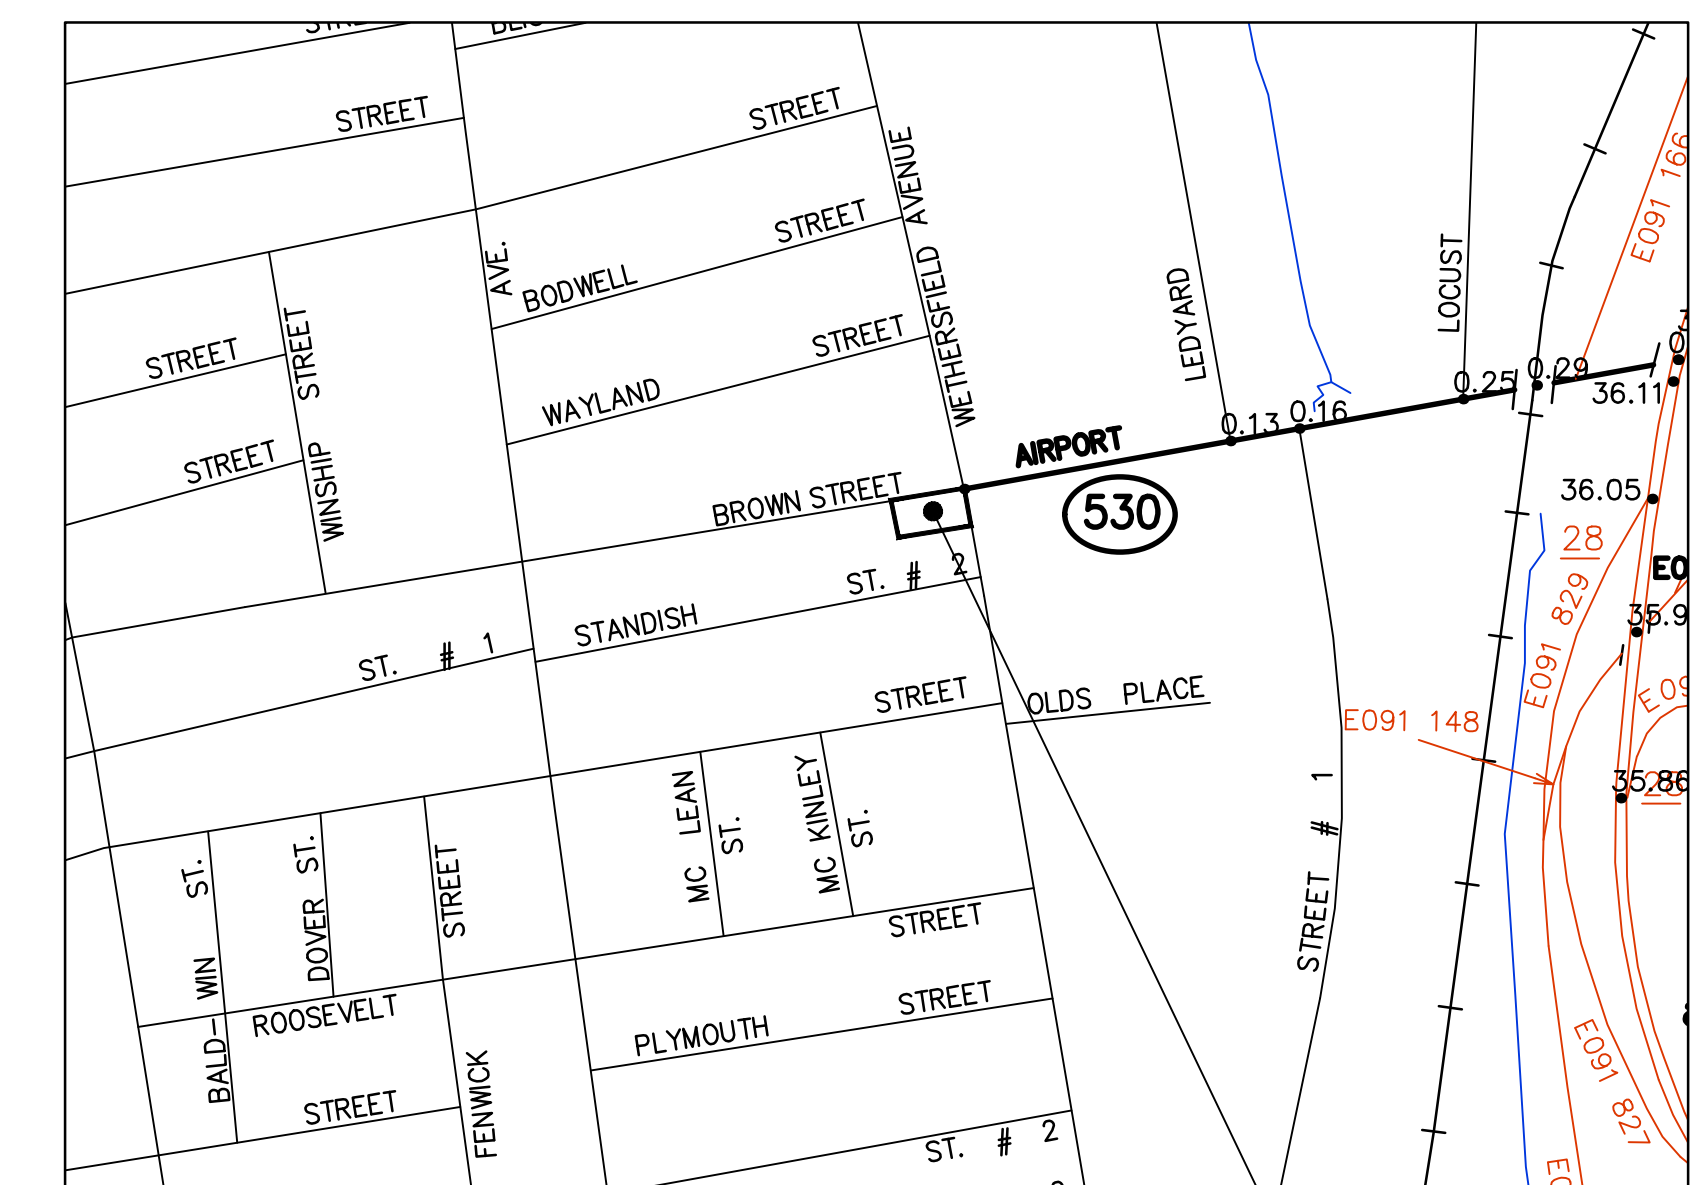 STREET
STREET
AVENUE
E091 166
STREET
BODWELL
AVE.
WETHERSFIELD
LEDYARD
LOCUST
STREET
STREET
WINSHIP
STREET
WAYLAND
0.29
0.25
36.11
0.13
0.16
AIRPORT
STREET
BROWN STREET
530
36.05
28
E091 829
ST. # 2
STANDISH
ST. # 1
STREET
OLDS PLACE
E091 148
35.86
28
MC LEAN
ST.
MC KINLEY
ST.
STREET # 1
BALD-WIN ST.
DOVER ST.
STREET
FENWICK
STREET
ROOSEVELT
STREET
PLYMOUTH
STREET
E091 827
ST. # 2